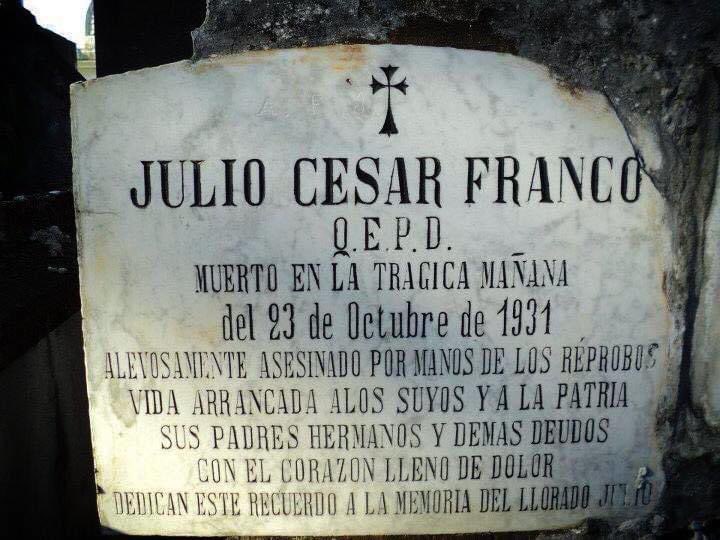 JULIO CESAR FRANCO
Q.E.P.D.
MUERTO EN LA TRAGICA MAÑANA
del 23 de Octubre de 1931
ALEVOSAMENTE ASESINADO POR MANOS DE LOS RÉPROBOS
VIDA ARRANCADA ALOS SUYOS Y A LA PATRIA
SUS PADRES HERMANOS Y DEMAS DEUDOS
CON EL CORAZON LLENO DE DOLOR
DEDICAN ESTE RECUERDO A LA MEMORIA DEL LLORADO JULIO